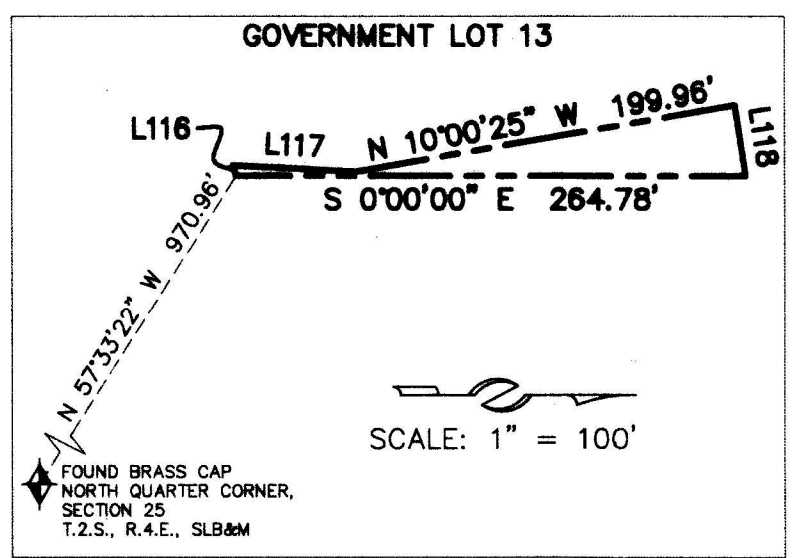 GOVERNMENT LOT 13
L116
L117
N 10°00'25" W 199.96'
L118
S 0°00'00" E 264.78'
N 57°33'22" W 970.96'
SCALE: 1" = 100'
FOUND BRASS CAP
NORTH QUARTER CORNER,
SECTION 25
T.2.S., R.4.E., SLB&M